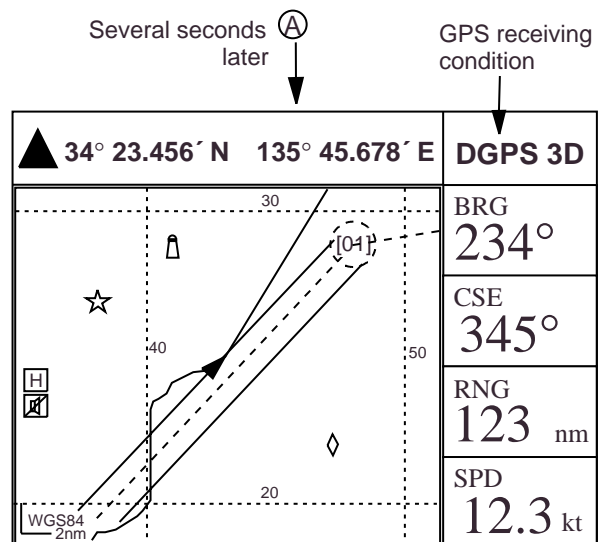 Several seconds Ⓐ
later
GPS receiving
condition
34° 23.456´ N 135° 45.678´ E
DGPS 3D
30
[01]
BRG
234°
CSE
345°
40
50
H
RNG
123 nm
20
SPD
12.3 kt
WGS84
2nm